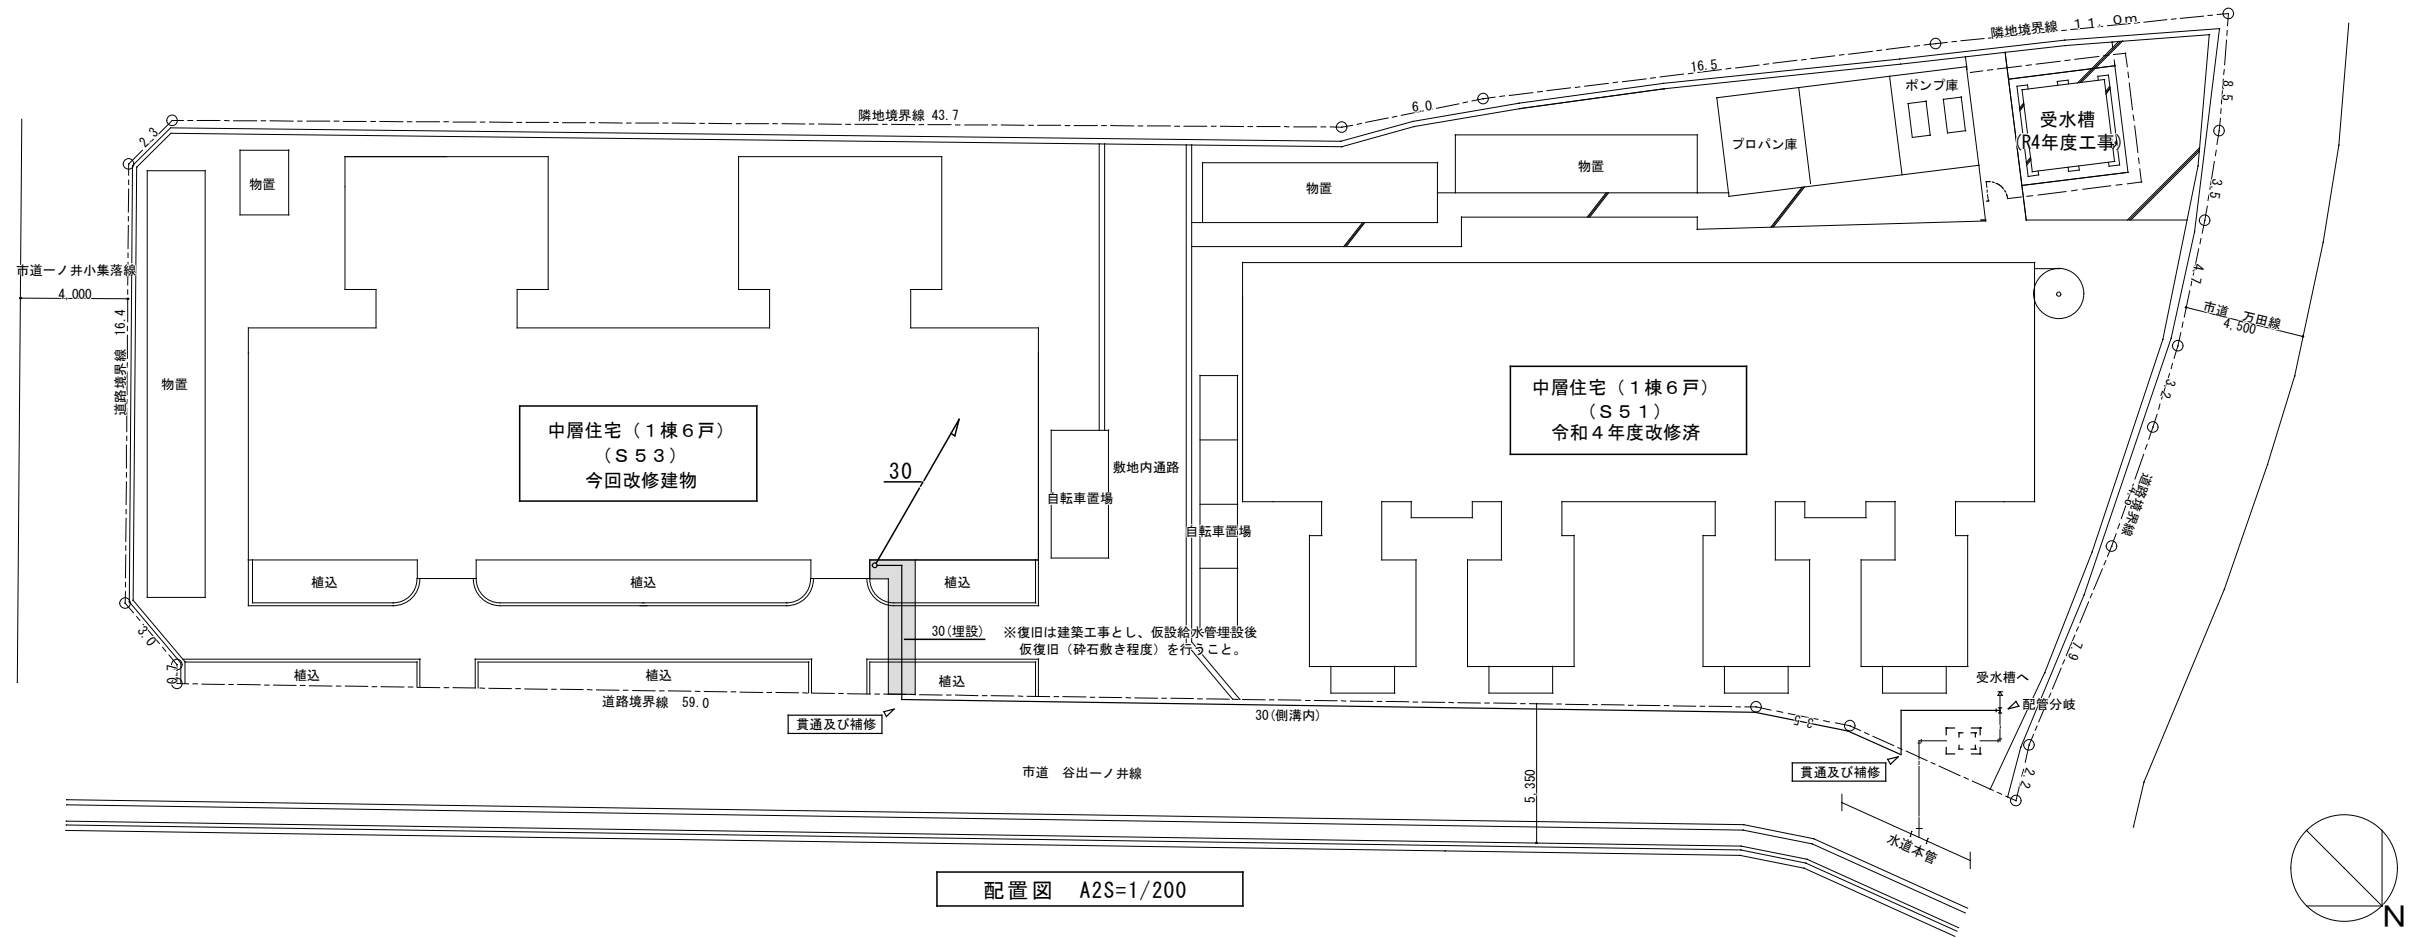 隣地境界線 11.0m
16.5
6.0
隣地境界線 43.7
2.3
8.5
ポンプ庫
受水槽
(R4年度工事)
プロパン庫
物置
物置
物置
3.5
市道一ノ井小集落線
4,000
4.7
市道 万田線
4,500
道路境界線 16.4
物置
3.2
中層住宅（１棟６戸）
（Ｓ５３）
今回改修建物
中層住宅（１棟６戸）
（Ｓ５１）
令和４年度改修済
30
敷地内通路
自転車置場
自転車置場
道路境界線
植込
植込
植込
30(埋設)
※復旧は建築工事とし、仮設給水管埋設後
仮復旧（砕石敷き程度）を行うこと。
3.0
0.7
7.9
植込
植込
植込
受水槽へ
配管分岐
道路境界線 59.0
貫通及び補修
30(側溝内)
3.5
市道 谷出一ノ井線
5,350
貫通及び補修
2.2
水道本管
配置図 A2S=1/200
N